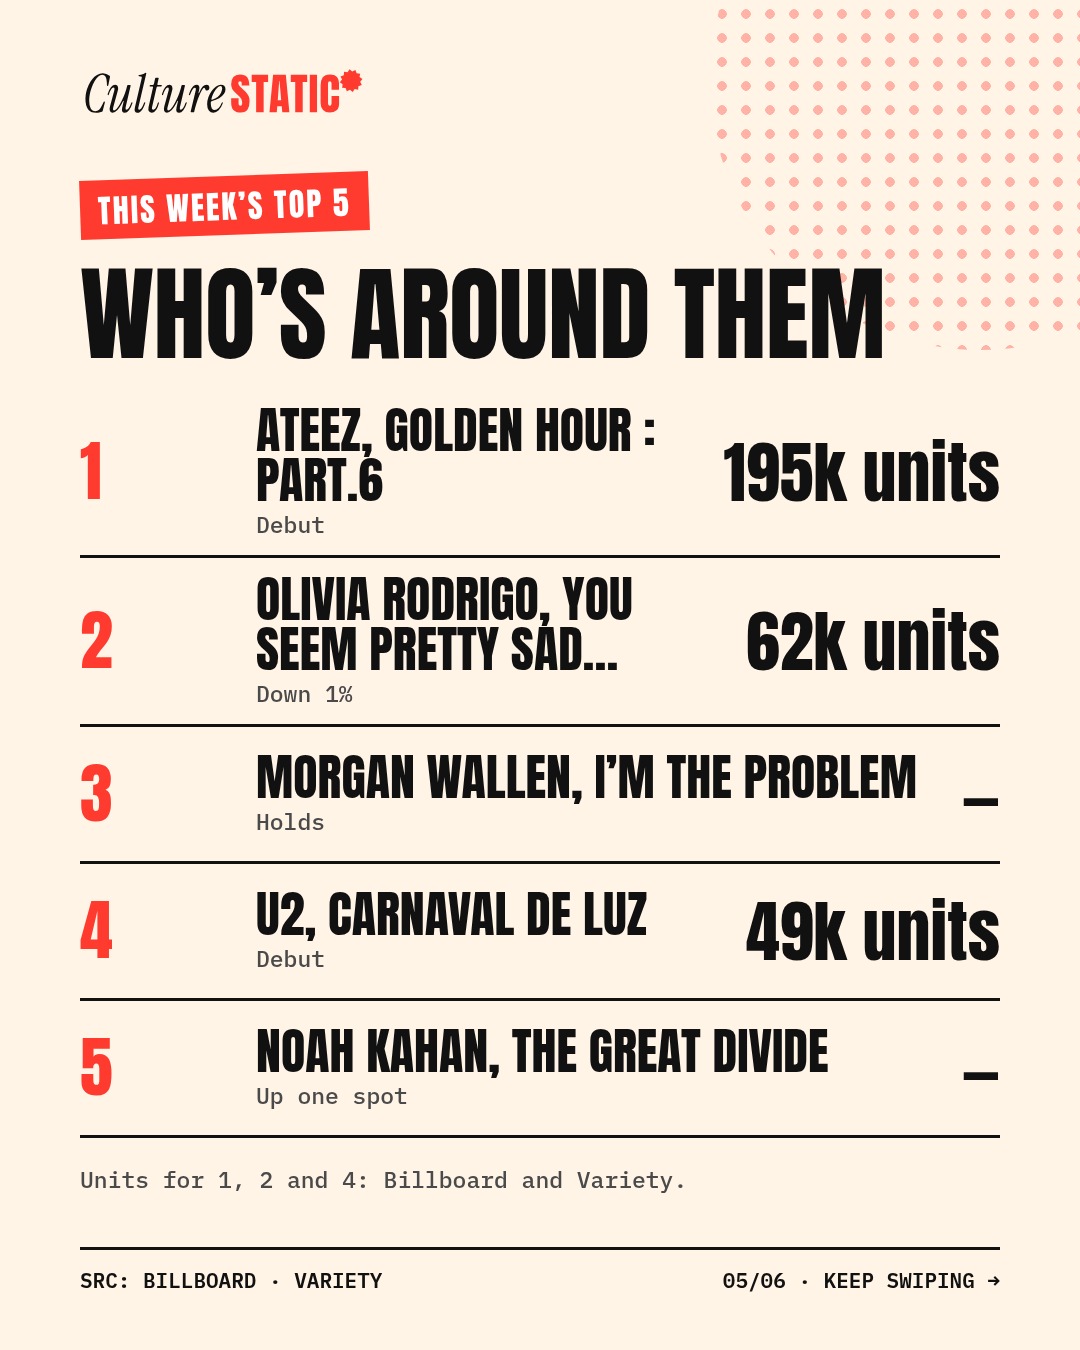 Culture STATIC
THIS WEEK’S TOP 5
WHO’S AROUND THEM
1
ATEEZ, GOLDEN HOUR :
PART.6
Debut
195k units
2
OLIVIA RODRIGO, YOU
SEEM PRETTY SAD…
Down 1%
62k units
3
MORGAN WALLEN, I’M THE PROBLEM
Holds
–
4
U2, CARNAVAL DE LUZ
Debut
49k units
5
NOAH KAHAN, THE GREAT DIVIDE
Up one spot
–
Units for 1, 2 and 4: Billboard and Variety.
SRC: BILLBOARD · VARIETY
05/06 · KEEP SWIPING →